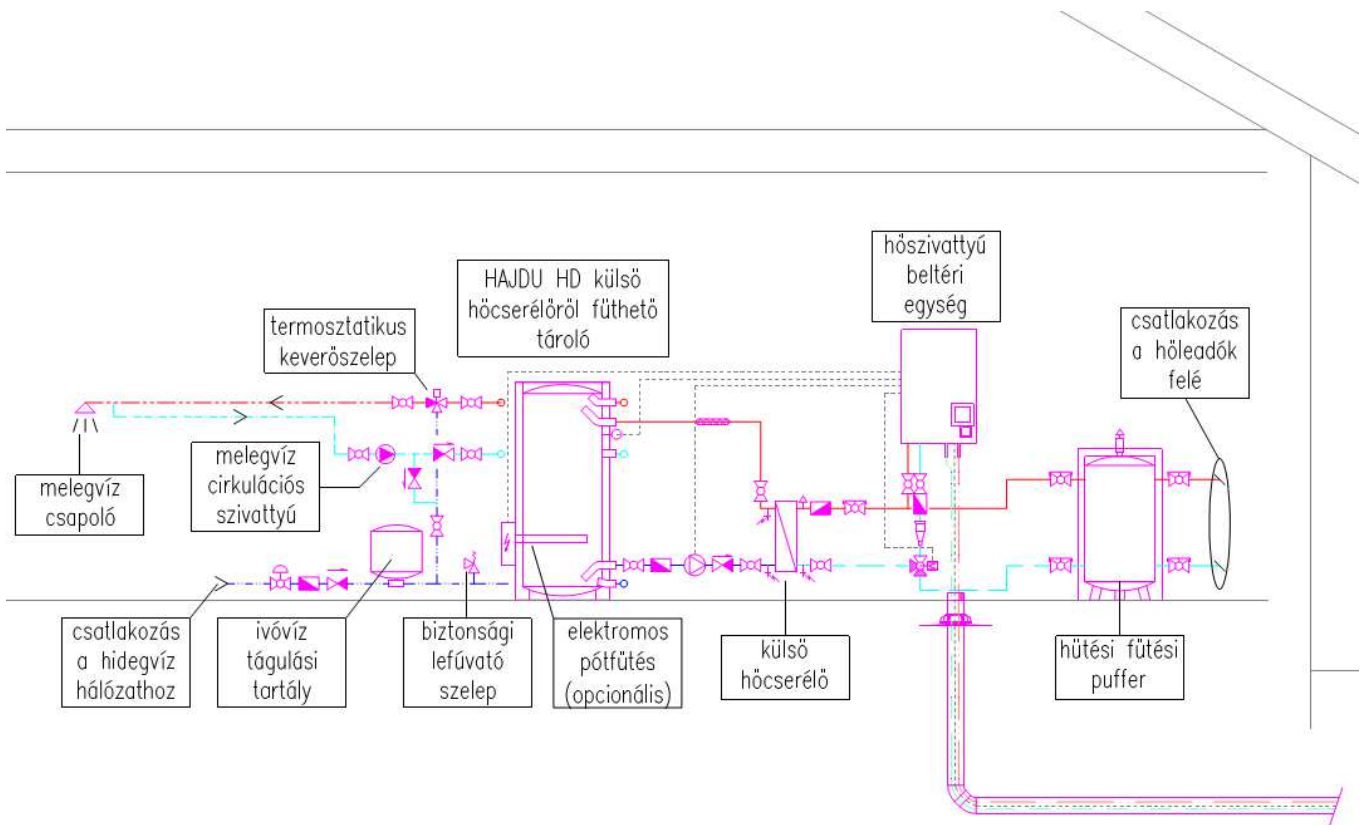 hőszivattyú
beltéri
egység
HAJDU HD külső
hőcserélőről fűthető
tároló
csatlakozás
a hőleadók
felé
termosztatikus
keverőszelep
melegvíz
csapoló
melegvíz
cirkulációs
szivattyú
csatlakozás
a hidegvíz
hálózathoz
ivóvíz
tágulási
tartály
biztonsági
lefúvató
szelep
elektromos
pótfűtés
(opcionális)
külső
hőcserélő
hűtési fűtési
puffer